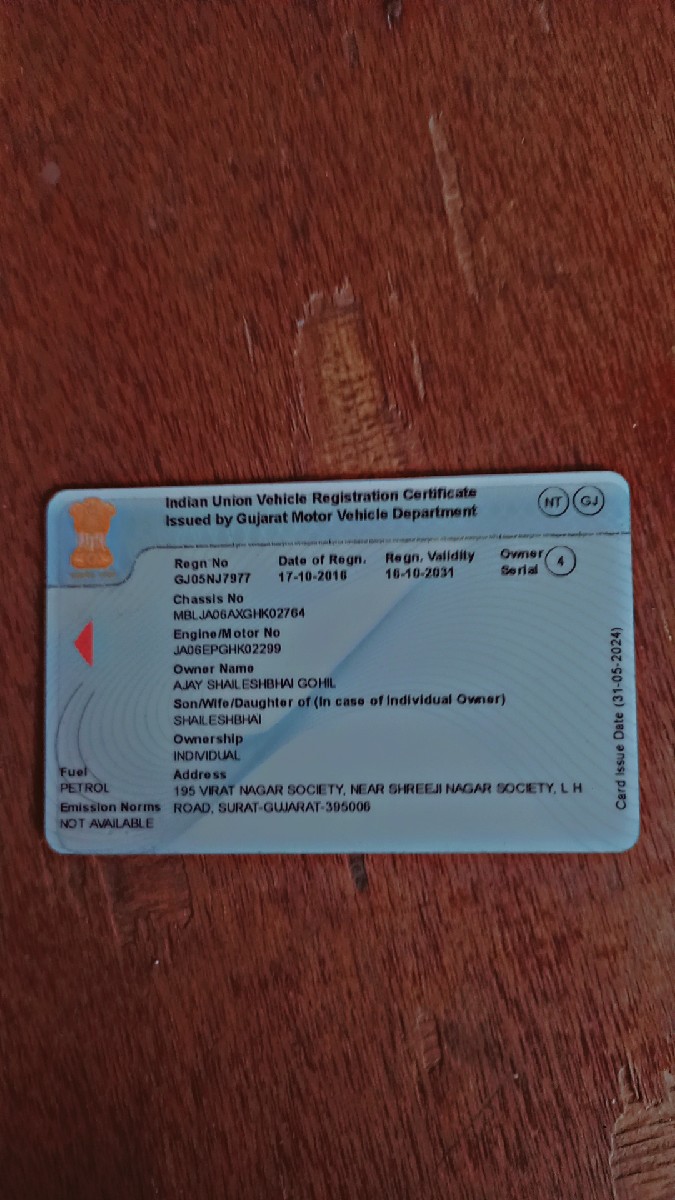 Indian Union Vehicle Registration Certificate
Issued by Gujarat Motor Vehicle Department
NT GJ
Regn No Date of Regn. Regn. Validity Owner Serial 4
GJ05NJ7977 17-10-2016 16-10-2031
Chassis No
MBLJA06AXGHK02764
Engine/Motor No
JA06EPGHK02299
Owner Name
AJAY SHAILESHBHAI GOHIL
Son/Wife/Daughter of (In case of Individual Owner)
SHAILESHBHAI
Ownership
INDIVIDUAL
Fuel
PETROL
Emission Norms
NOT AVAILABLE
Address
195 VIRAT NAGAR SOCIETY, NEAR SHREEJI NAGAR SOCIETY, L H
ROAD, SURAT-GUJARAT-395006
Card Issue Date (31-05-2024)